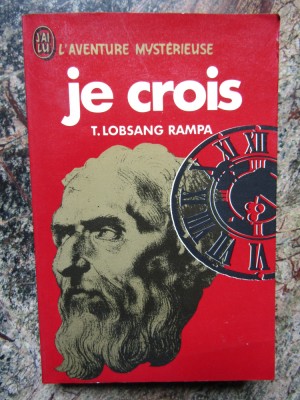 J'AI
LU
L'AVENTURE MYSTÉRIEUSE
je crois
T. LOBSANG RAMPA